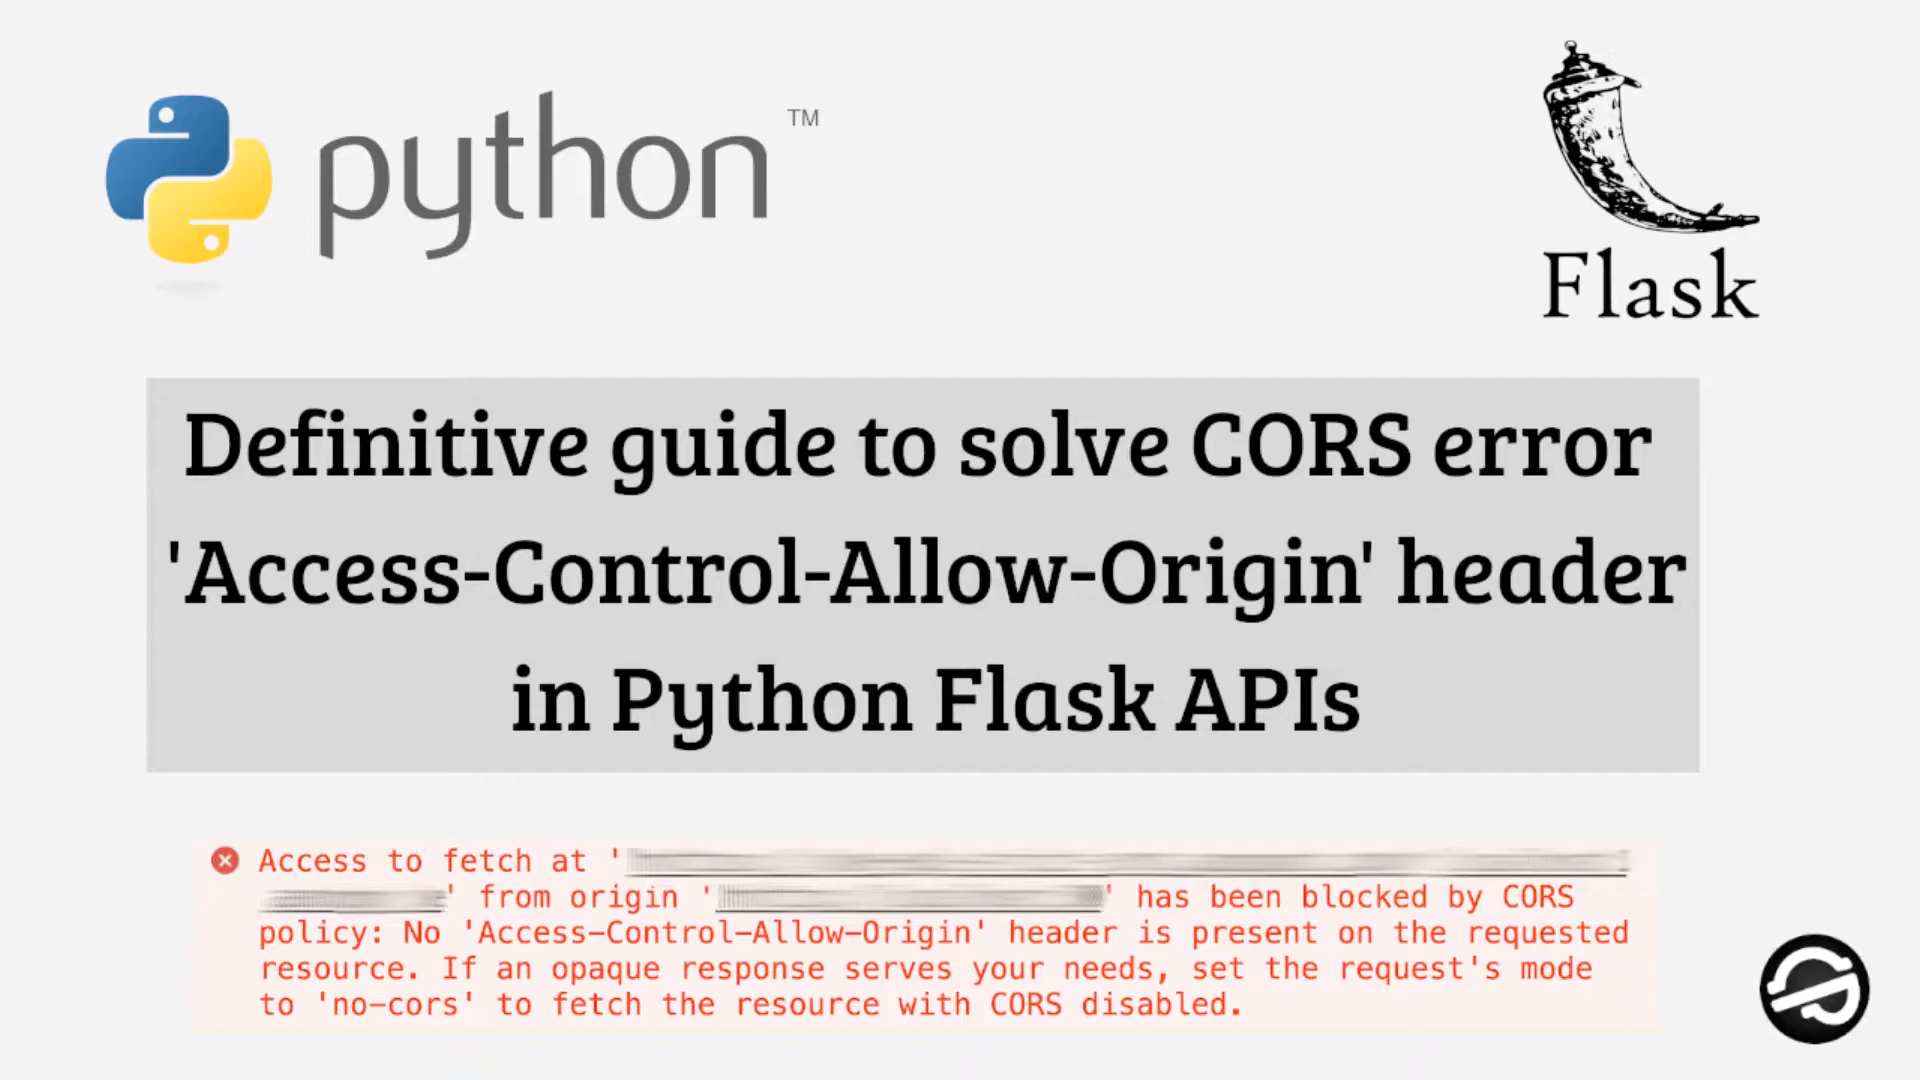 python
TM
Flask
Definitive guide to solve CORS error
'Access-Control-Allow-Origin' header
in Python Flask APIs
Access to fetch at '
' from origin ' ' has been blocked by CORS
policy: No 'Access-Control-Allow-Origin' header is present on the requested
resource. If an opaque response serves your needs, set the request's mode
to 'no-cors' to fetch the resource with CORS disabled.